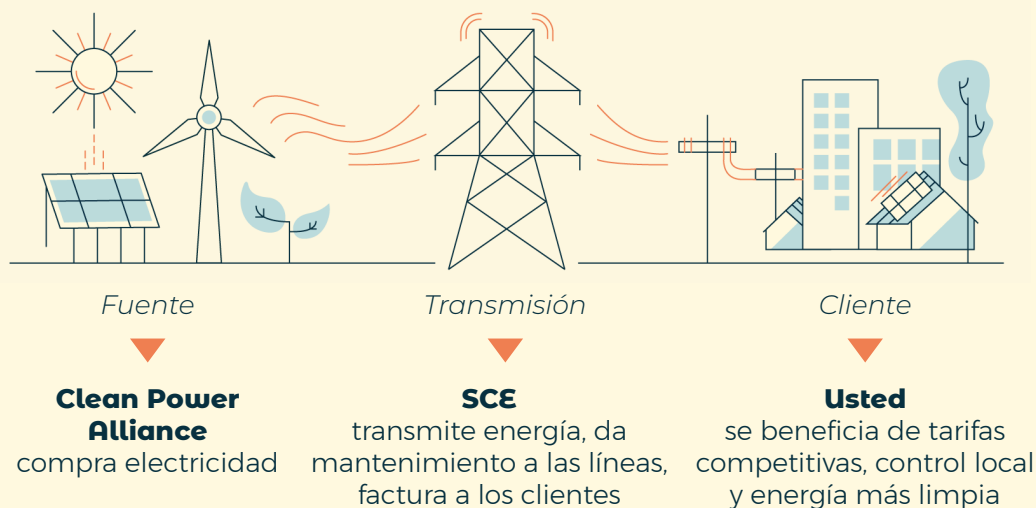 Fuente
Transmisión
Cliente
Clean Power
Alliance
compra electricidad
SCE
transmite energía, da
mantenimiento a las líneas,
factura a los clientes
Usted
se beneficia de tarifas
competitivas, control local
y energía más limpia